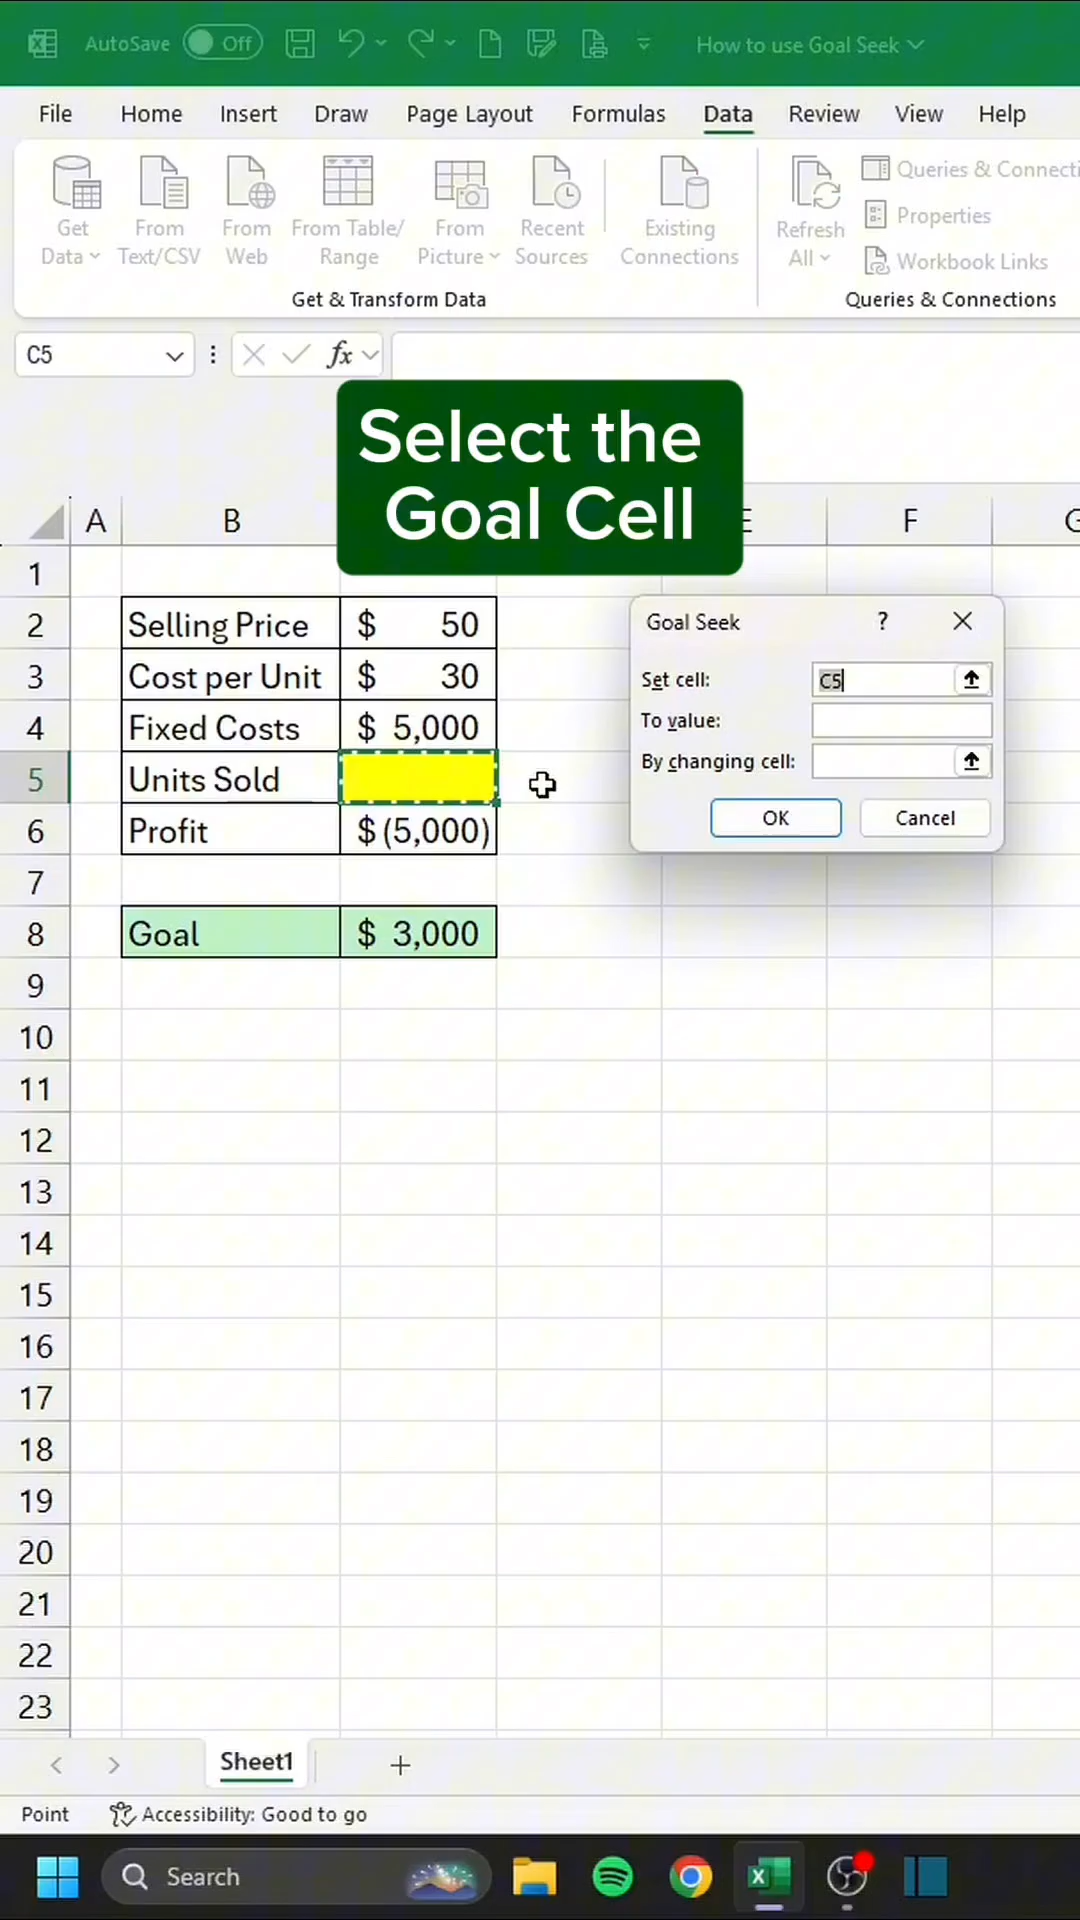 AutoSave Off How to use Goal Seek
File Home Insert Draw Page Layout Formulas Data Review View Help
Get Data
From Text/CSV
From Web
From Table/ Range
From Picture
Recent Sources
Existing Connections
Refresh All
Queries & Connecti
Properties
Workbook Links
Get & Transform Data
Queries & Connections
C5 fx
Select the
Goal Cell
A B E F G
1
2 Selling Price $ 50
3 Cost per Unit $ 30
4 Fixed Costs $ 5,000
5 Units Sold
6 Profit $ (5,000)
7
8 Goal $ 3,000
9
10
11
12
13
14
15
16
17
18
19
20
21
22
23
Goal Seek ?
Set cell: C5
To value:
By changing cell:
OK Cancel
Sheet1
Point Accessibility: Good to go
Search